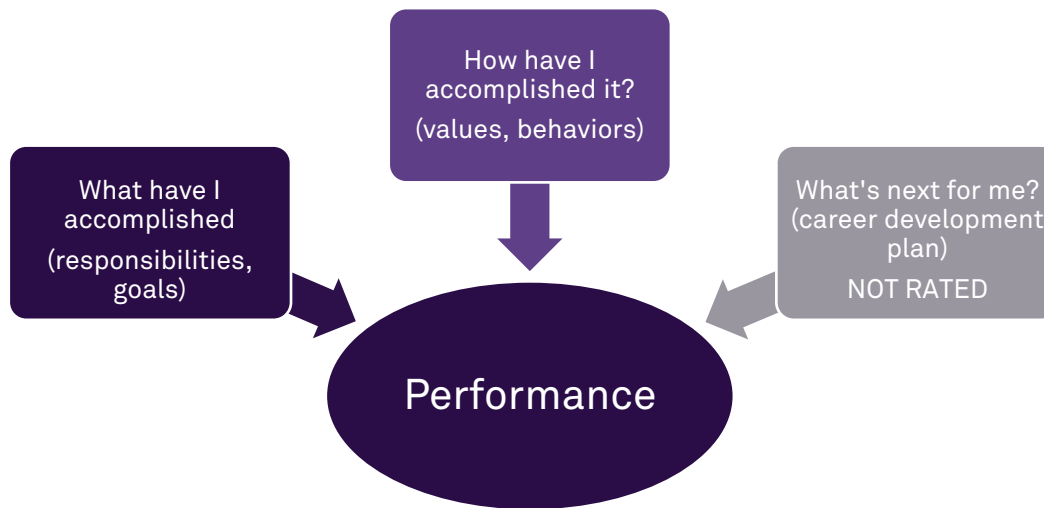 What have I
accomplished
(responsibilities,
goals)
How have I
accomplished it?
(values, behaviors)
What's next for me?
(career development
plan)
NOT RATED
Performance